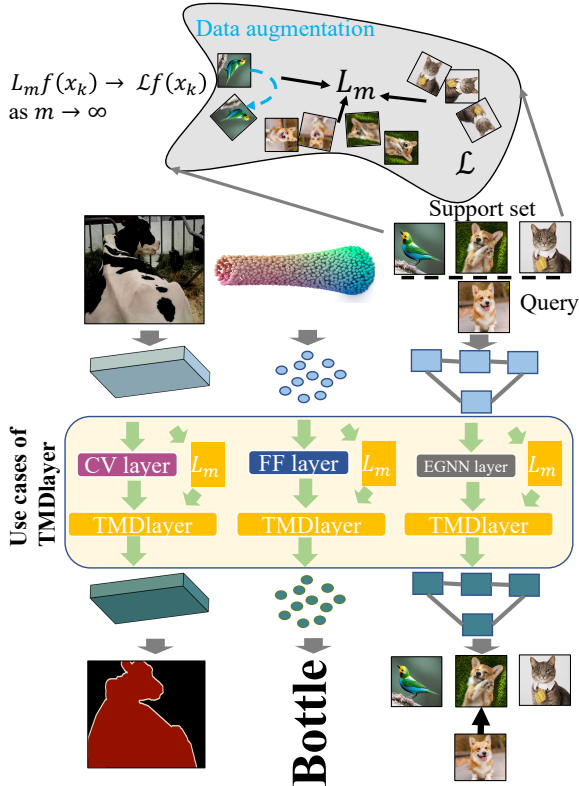 Data augmentation
$L_m f(x_k) \to \mathcal{L} f(x_k)$
as $m \to \infty$
$L_m$
$\mathcal{L}$
Support set
Query
Use cases of
TMDlayer
CV layer
$L_m$
FF layer
$L_m$
EGNN layer
$L_m$
TMDlayer
TMDlayer
TMDlayer
Bottle